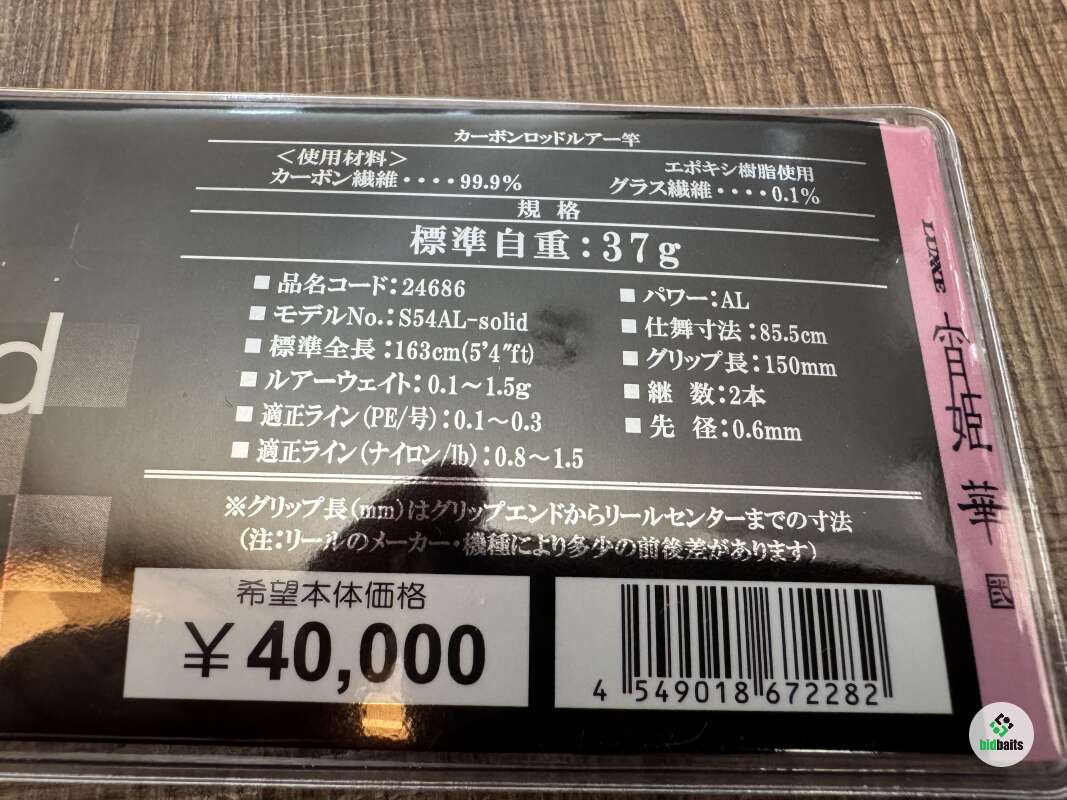 カーボンロッドルアー竿
＜使用材料＞
エポキシ樹脂使用
カーボン繊維・・・・99.9%
グラス繊維・・・・0.1%
規 格
標準自重：37g
■品名コード：24686
■モデルNo.：S54AL-solid
■標準全長：163cm(5'4"ft)
■ルアーウェイト：0.1～1.5g
■適正ライン(PE/号)：0.1～0.3
■適正ライン(ナイロン/lb)：0.8～1.5
■パワー：AL
■仕舞寸法：85.5cm
■グリップ長：150mm
■継 数：2本
■先 径：0.6mm
※グリップ長(mm)はグリップエンドからリールセンターまでの寸法
(注：リールのメーカー・機種により多少の前後差があります)
希望本体価格
￥40,000
4 549018 672282
LUXXE 宵姫 華 弐
d
bidbaits